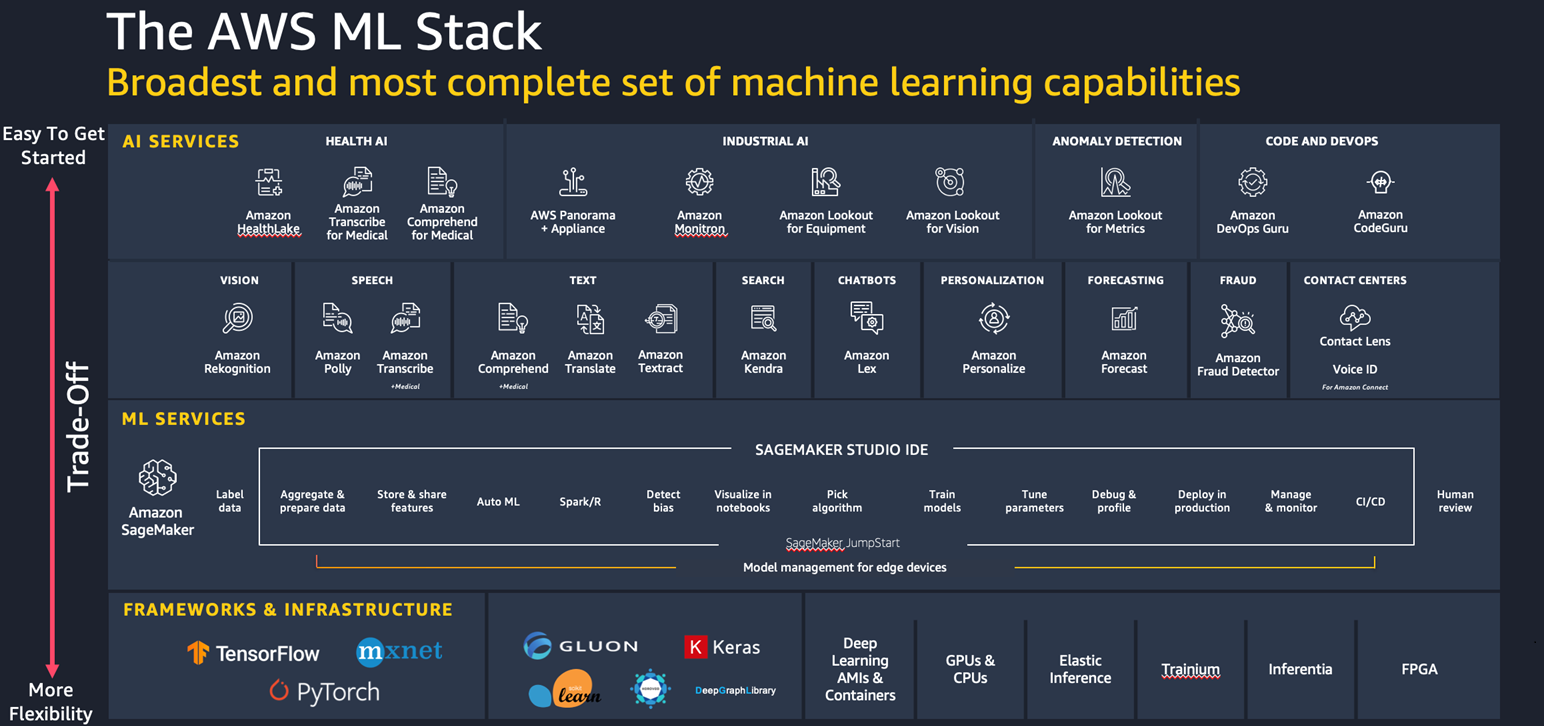 The AWS ML Stack
Broadest and most complete set of machine learning capabilities
Easy To Get
Started
Trade-Off
More
Flexibility
AI SERVICES
HEALTH AI
Amazon
HealthLake
Amazon
Transcribe
for Medical
Amazon
Comprehend
for Medical
INDUSTRIAL AI
AWS Panorama
+ Appliance
Amazon
Monitron
Amazon Lookout
for Equipment
Amazon Lookout
for Vision
ANOMALY DETECTION
Amazon Lookout
for Metrics
CODE AND DEVOPS
Amazon
DevOps Guru
Amazon
CodeGuru
VISION
Amazon
Rekognition
SPEECH
Amazon
Polly
Amazon
Transcribe
+Medical
TEXT
Amazon
Comprehend
+Medical
Amazon
Translate
Amazon
Textract
SEARCH
Amazon
Kendra
CHATBOTS
Amazon
Lex
PERSONALIZATION
Amazon
Personalize
FORECASTING
Amazon
Forecast
FRAUD
Amazon
Fraud Detector
CONTACT CENTERS
Contact Lens
Voice ID
For Amazon Connect
ML SERVICES
Amazon
SageMaker
Label
data
SAGEMAKER STUDIO IDE
Aggregate &
prepare data
Store & share
features
Auto ML
Spark/R
Detect
bias
Visualize in
notebooks
Pick
algorithm
Train
models
Tune
parameters
Debug &
profile
Deploy in
production
Manage
& monitor
CI/CD
Human
review
SageMaker JumpStart
Model management for edge devices
FRAMEWORKS & INFRASTRUCTURE
TensorFlow
mxnet
PyTorch
GLUON
K Keras
learn
DeepGraphLibrary
Deep
Learning
AMIs &
Containers
GPUs &
CPUs
Elastic
Inference
Trainium
Inferentia
FPGA